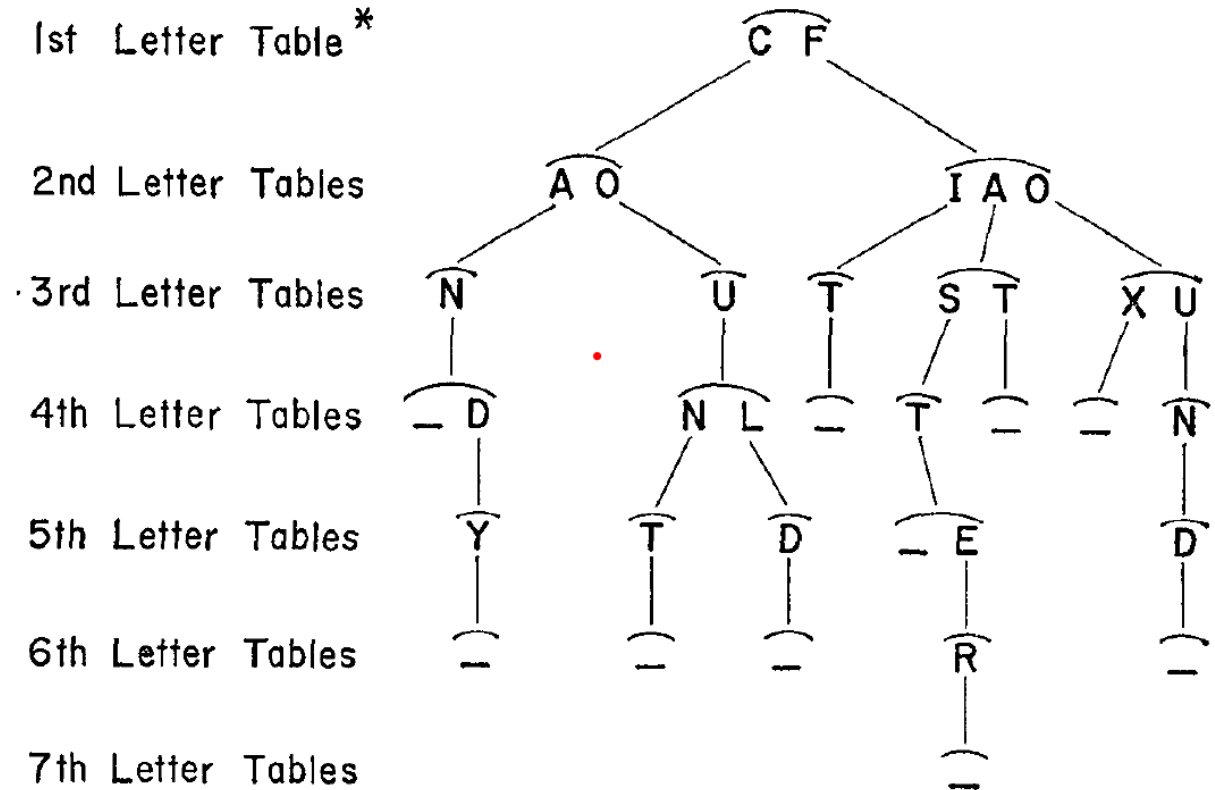 1st Letter Table* C F
2nd Letter Tables A O I A O
3rd Letter Tables N U T S T X U
4th Letter Tables _ D N L _ T _ _ N
5th Letter Tables Y T D _ E D
6th Letter Tables _ _ _ R _
7th Letter Tables _